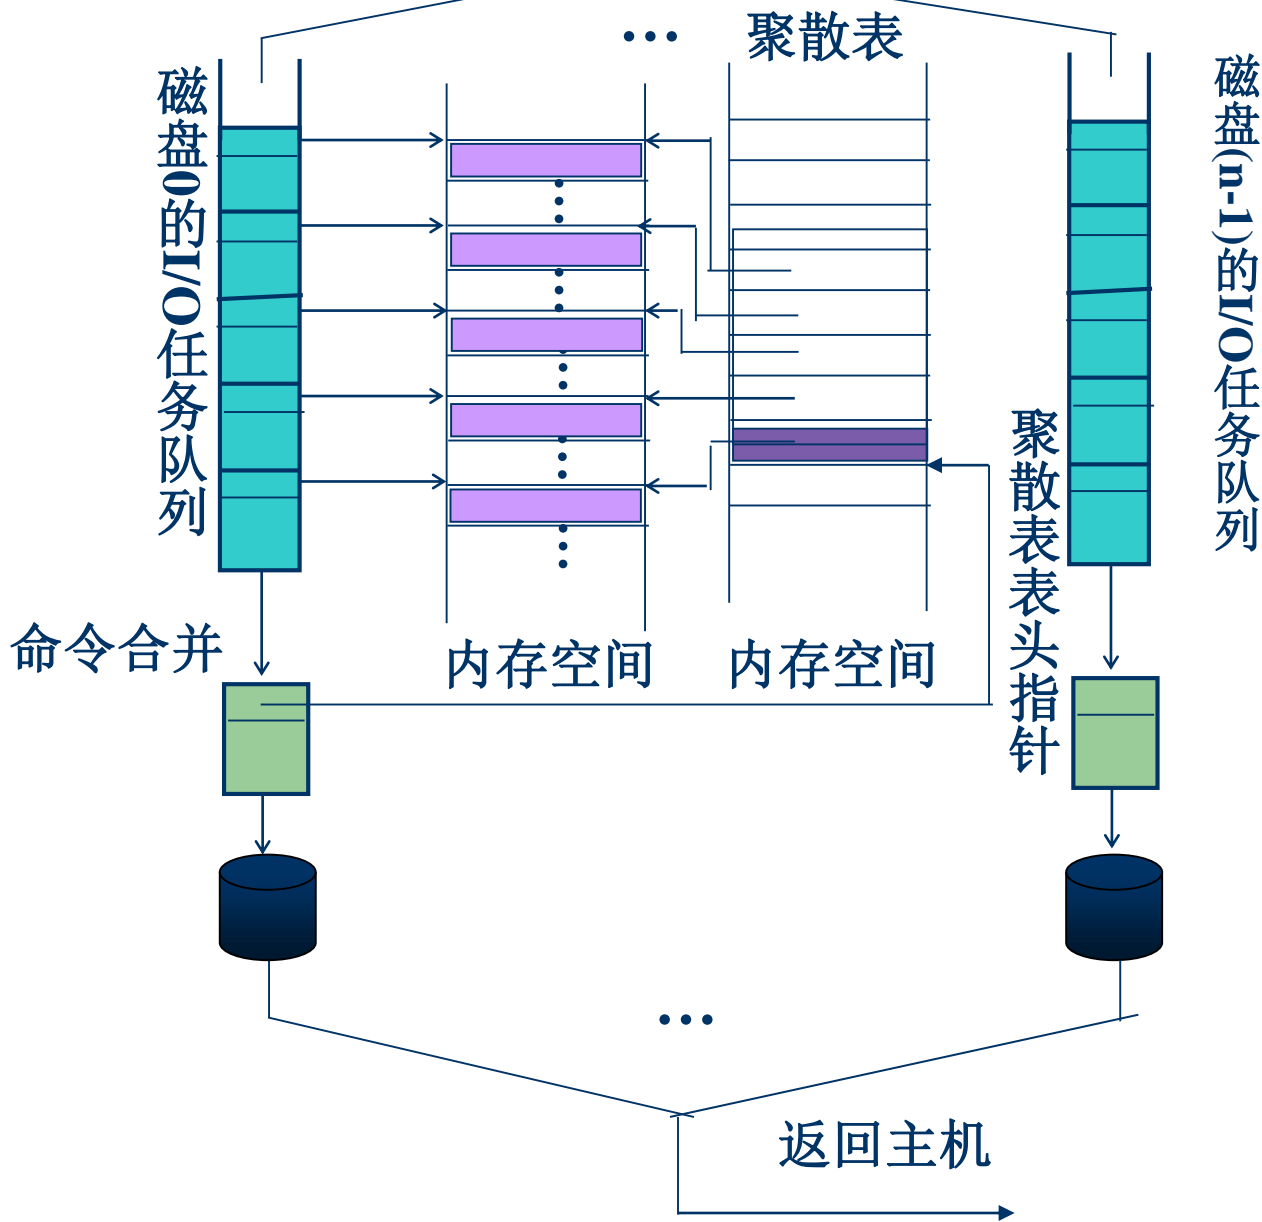 聚散表
磁盘0的I/O任务队列
磁盘(n-1)的I/O任务队列
聚散表表头指针
命令合并
内存空间
内存空间
返回主机